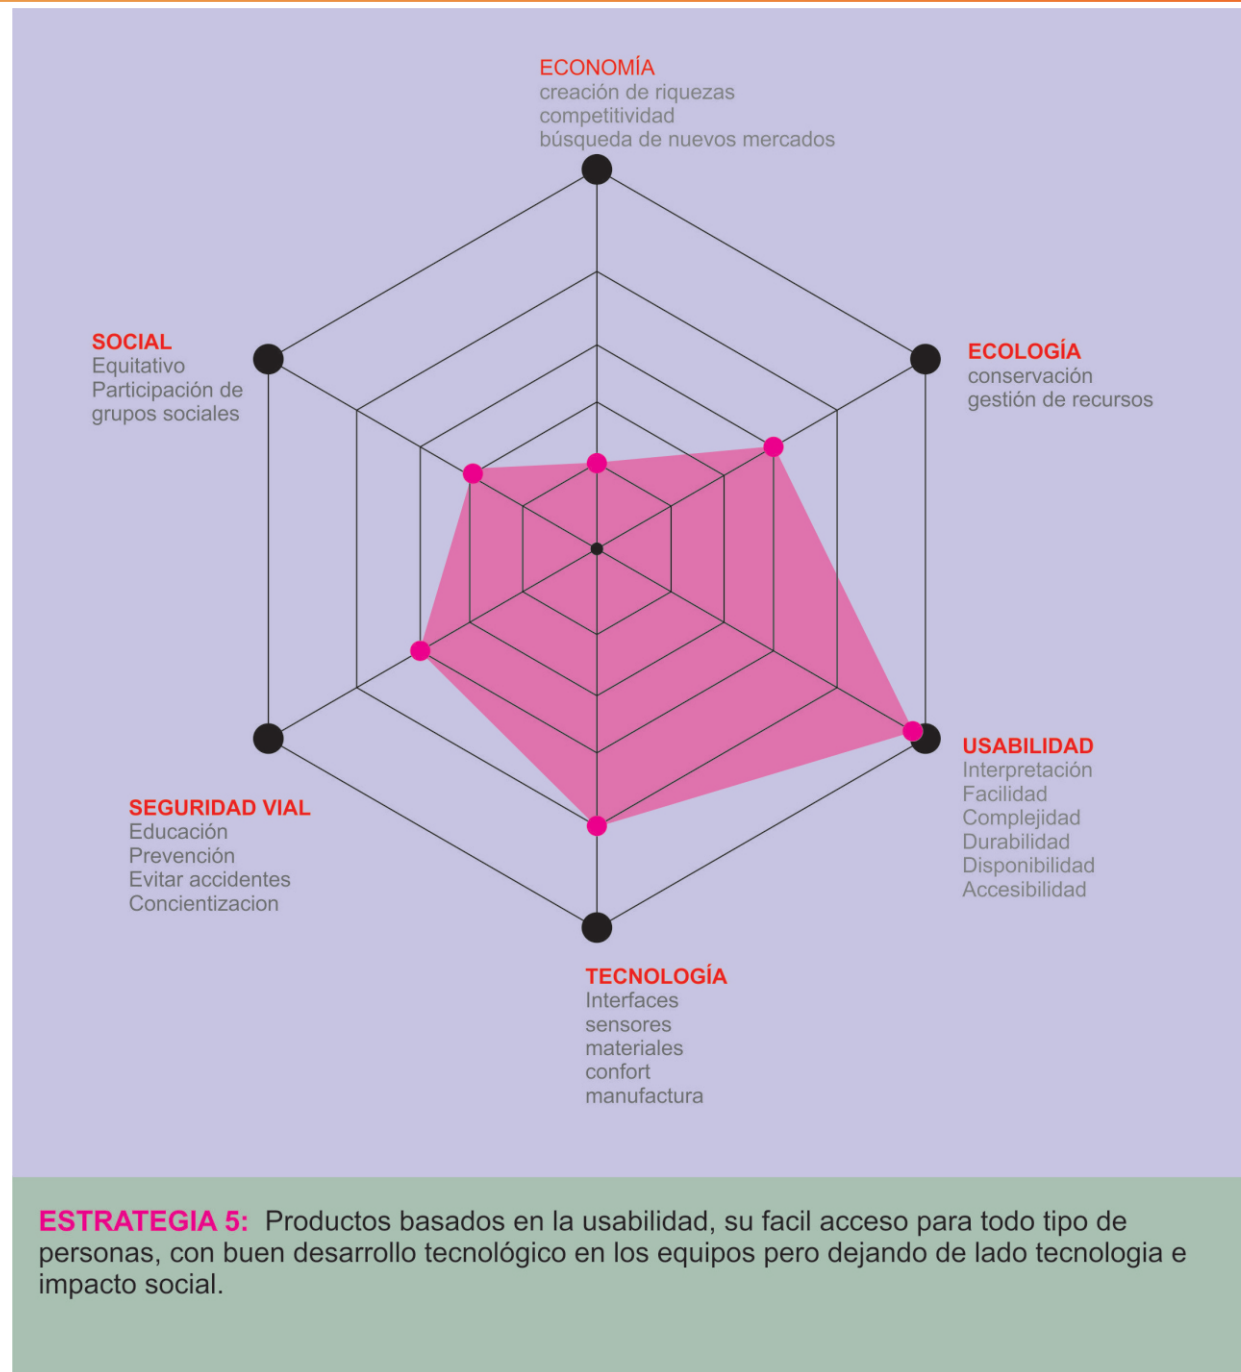 ECONOMÍA
creación de riquezas
competitividad
búsqueda de nuevos mercados
SOCIAL
Equitativo
Participación de
grupos sociales
ECOLOGÍA
conservación
gestión de recursos
USABILIDAD
Interpretación
Facilidad
Complejidad
Durabilidad
Disponibilidad
Accesibilidad
SEGURIDAD VIAL
Educación
Prevención
Evitar accidentes
Concientizacion
TECNOLOGÍA
Interfaces
sensores
materiales
confort
manufactura
ESTRATEGIA 5: Productos basados en la usabilidad, su facil acceso para todo tipo de
personas, con buen desarrollo tecnológico en los equipos pero dejando de lado tecnologia e
impacto social.